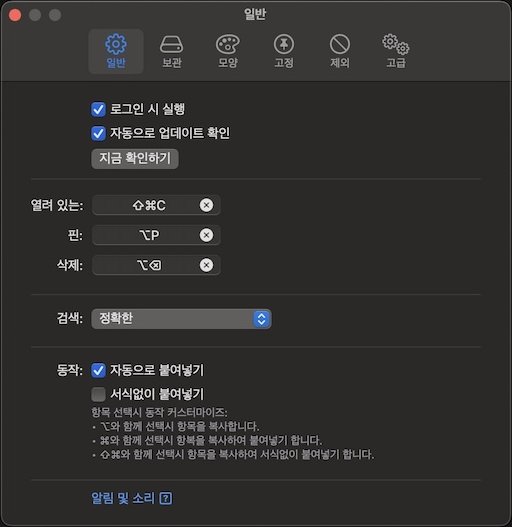 일반
일반 보관 모양 고정 제외 고급
로그인 시 실행
자동으로 업데이트 확인
지금 확인하기
열려 있는: ⇧⌘C
핀: ⌥P
삭제: ⌥⌫
검색: 정확한
동작: 자동으로 붙여넣기
서식없이 붙여넣기
항목 선택시 동작 커스터마이즈:
• ⌥와 함께 선택시 항목을 복사합니다.
• ⌘와 함께 선택시 항복을 복사하여 붙여넣기 합니다.
• ⇧⌘와 함께 선택시 항목을 복사하여 서식없이 붙여넣기 합니다.
알림 및 소리 ?